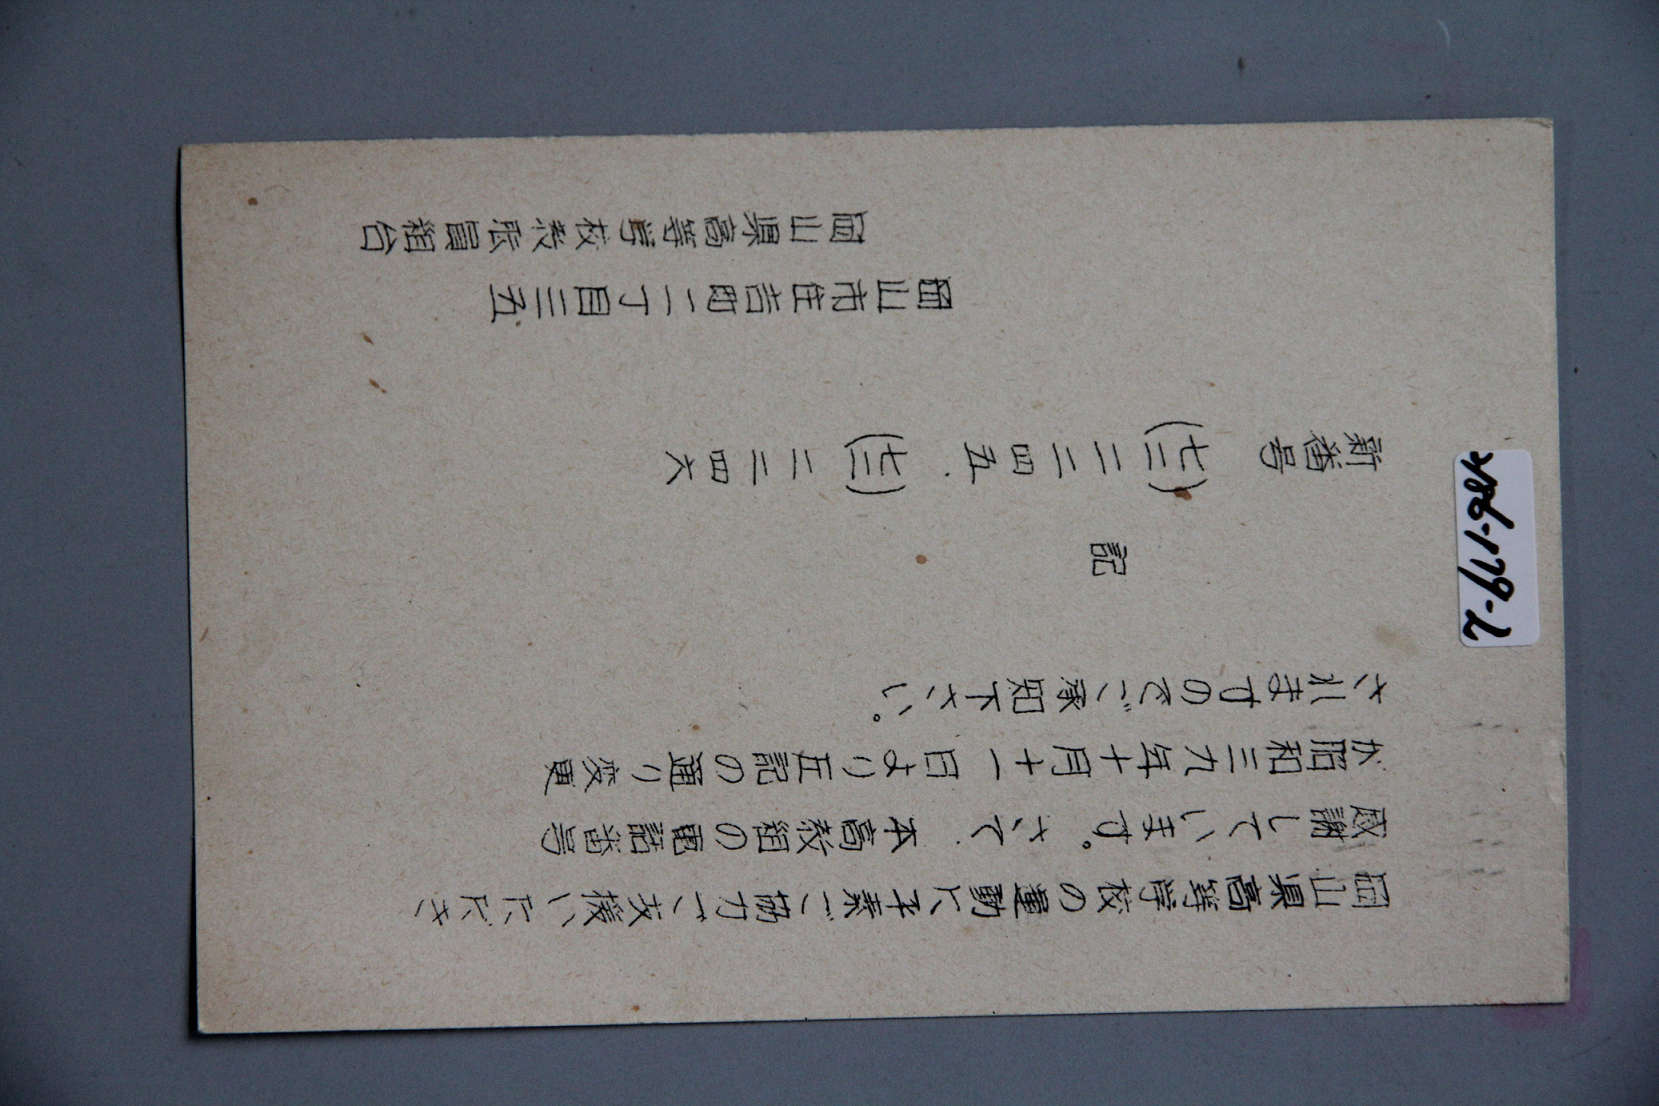 岡山県高等学校の運動に平素ご協力ご支援いただき
感謝しています。さて、本高教組の電話番号
が昭和三九年十月十一日より左記の通り変更
されますのでご承知下さい。
記
新番号 (七三)二二四五、(七三)二二四六
岡山市住吉町二丁目三五
岡山県高等学校教職員組合
486-179-2